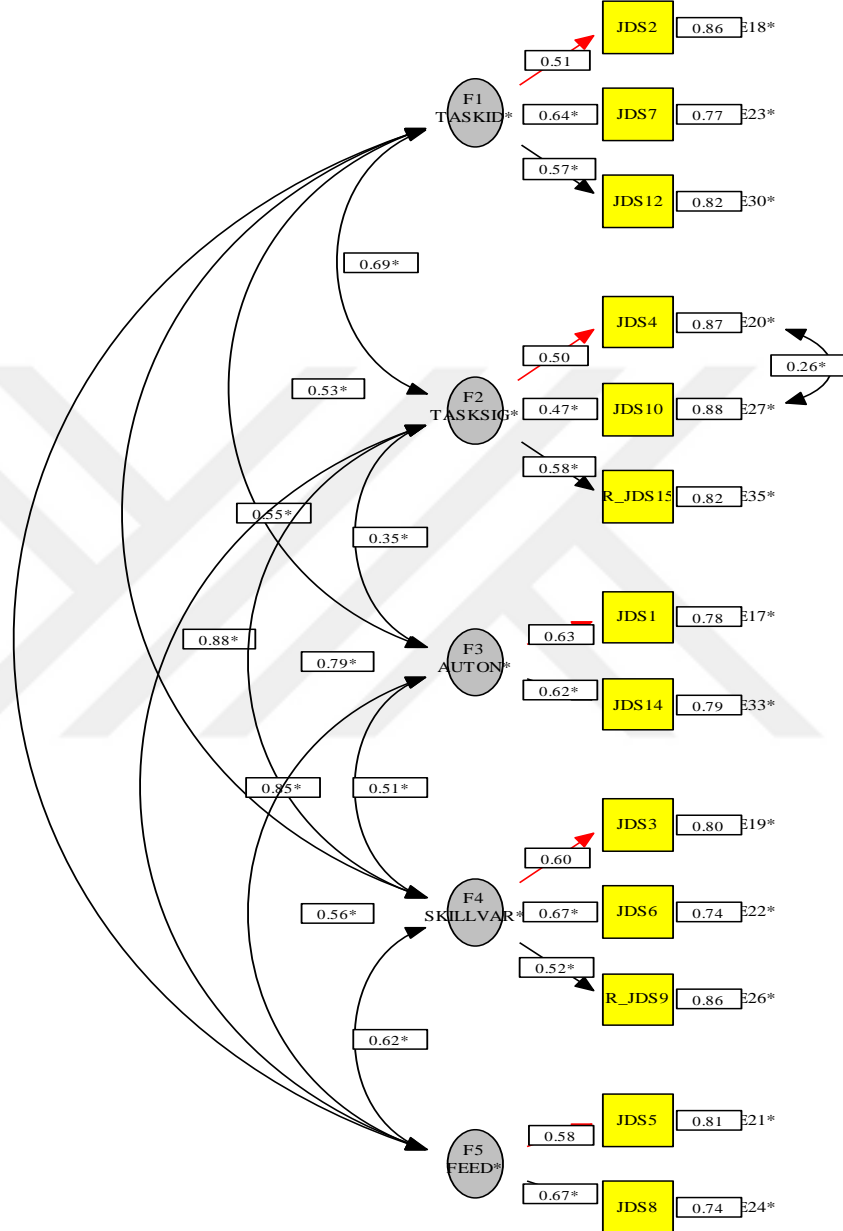 JDS2 0.86 E18*
0.51
F1
TASKID* 0.64* JDS7 0.77 E23*
0.57*
JDS12 0.82 E30*
0.69*
JDS4 0.87 E20*
0.50
0.26*
0.53*
F2
TASKSIG* 0.47* JDS10 0.88 E27*
0.58*
R_JDS15 0.82 E35*
0.55*
0.35*
JDS1 0.78 E17*
0.63
0.88*
0.79*
F3
AUTON* 0.62* JDS14 0.79 E33*
0.85*
0.51*
JDS3 0.80 E19*
0.60
0.56*
F4
SKILLVAR* 0.67* JDS6 0.74 E22*
0.52*
R_JDS9 0.86 E26*
0.62*
JDS5 0.81 E21*
0.58
F5
FEED*
0.67* JDS8 0.74 E24*